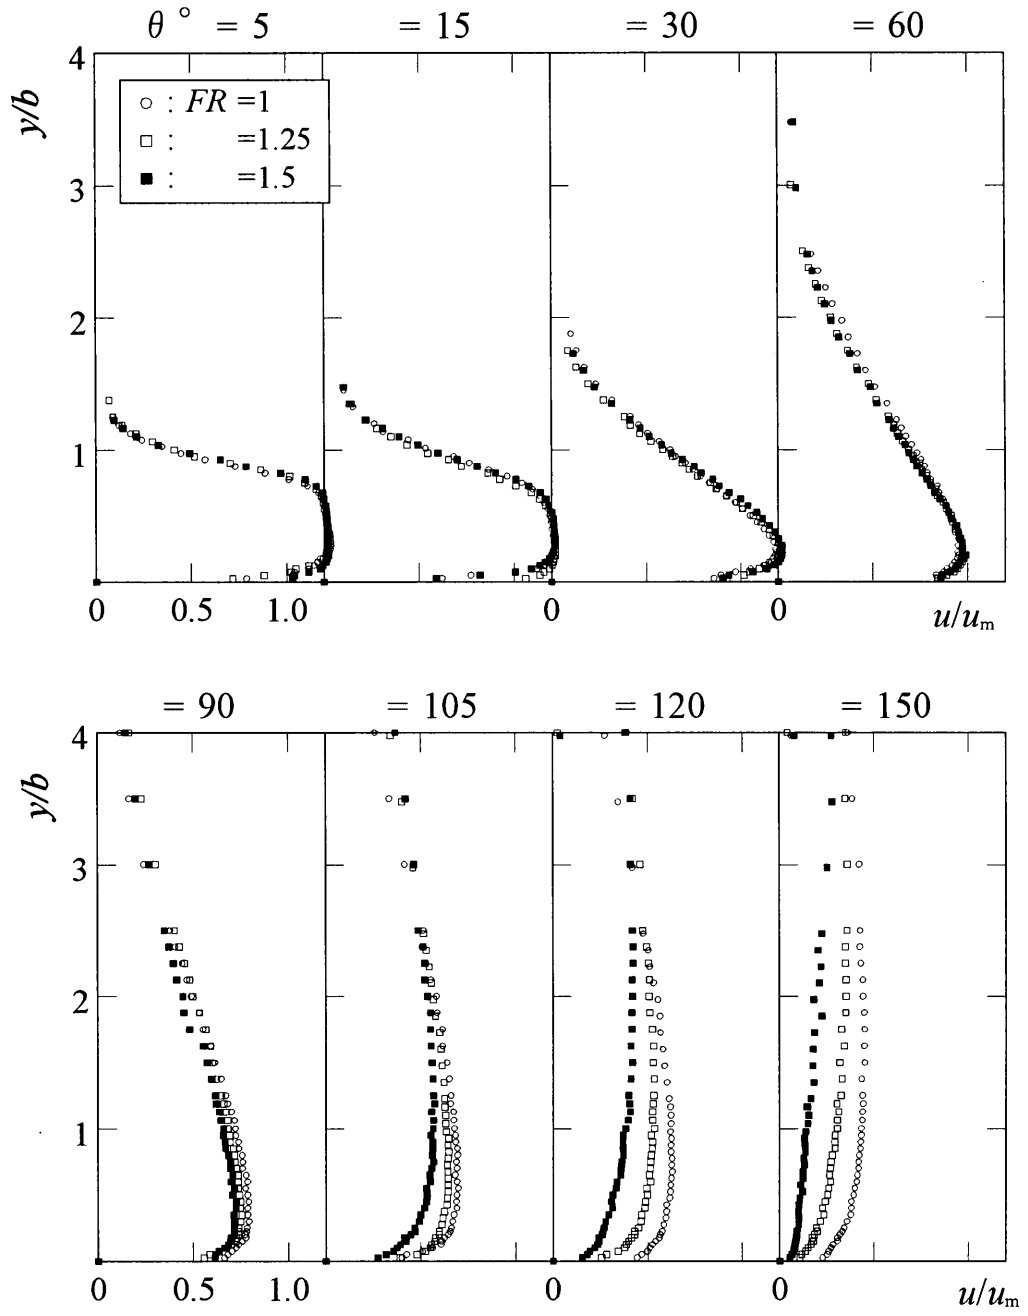 θ ° = 5 = 15 = 30 = 60
4
y/b
○ : FR =1
□ : =1.25
■ : =1.5
3
2
1
0 0.5 1.0 0 0 u/um
= 90 = 105 = 120 = 150
4
y/b
3
2
1
0 0.5 1.0 0 0 u/um